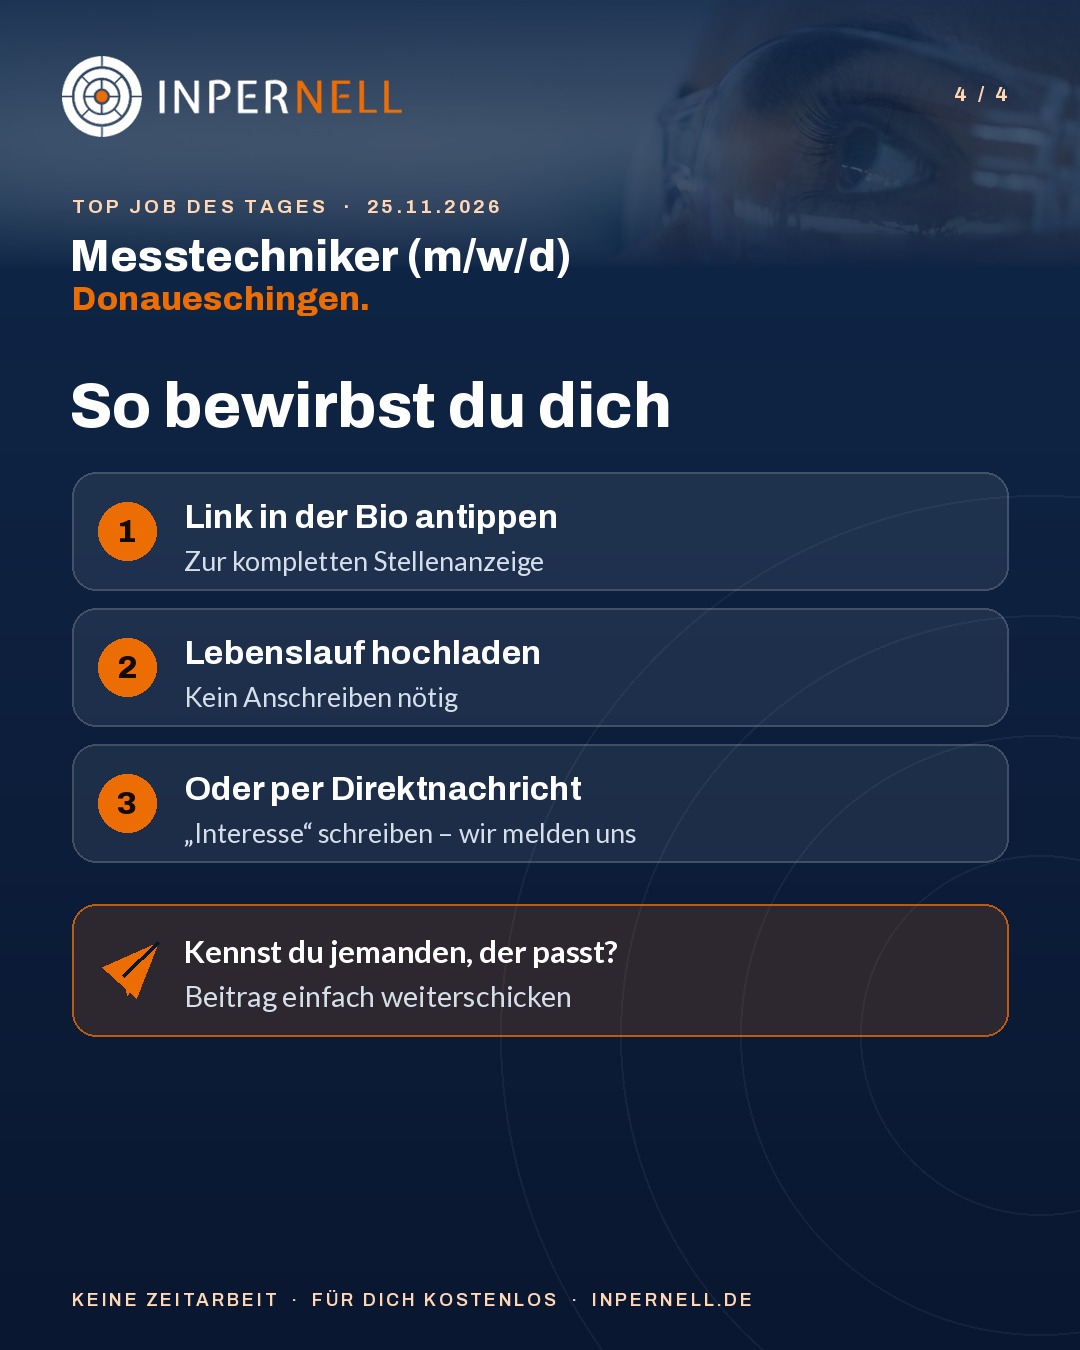 INPERNELL
4 / 4
TOP JOB DES TAGES · 25.11.2026
Messtechniker (m/w/d)
Donaueschingen.
So bewirbst du dich
1
Link in der Bio antippen
Zur kompletten Stellenanzeige
2
Lebenslauf hochladen
Kein Anschreiben nötig
3
Oder per Direktnachricht
„Interesse“ schreiben – wir melden uns
Kennst du jemanden, der passt?
Beitrag einfach weiterschicken
KEINE ZEITARBEIT · FÜR DICH KOSTENLOS · INPERNELL.DE